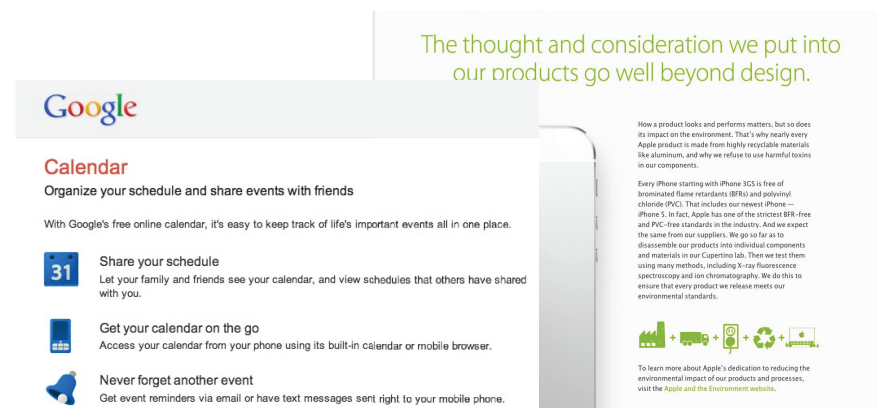 The thought and consideration we put into
our products go well beyond design.
Google
Calendar
Organize your schedule and share events with friends
With Google's free online calendar, it's easy to keep track of life's important events all in one place.
31
Share your schedule
Let your family and friends see your calendar, and view schedules that others have shared
with you.
Get your calendar on the go
Access your calendar from your phone using its built-in calendar or mobile browser.
Never forget another event
Get event reminders via email or have text messages sent right to your mobile phone.
How a product looks and performs matters, but so does
its impact on the environment. That's why nearly every
Apple product is made from highly recyclable materials
like aluminum, and why we refuse to use harmful toxins
in our components.
Every iPhone starting with iPhone 3GS is free of
brominated flame retardants (BFRs) and polyvinyl
chloride (PVC). That includes our newest iPhone —
iPhone 5. In fact, Apple has one of the strictest BFR-free
and PVC-free standards in the industry. And we expect
the same from our suppliers. We go so far as to
disassemble our products into individual components
and materials in our Cupertino lab. Then we test them
using many methods, including X-ray fluorescence
spectroscopy and ion chromatography. We do this to
ensure that every product we release meets our
environmental standards.
+ + + +
To learn more about Apple's dedication to reducing the
environmental impact of our products and processes,
visit the Apple and the Environment website.